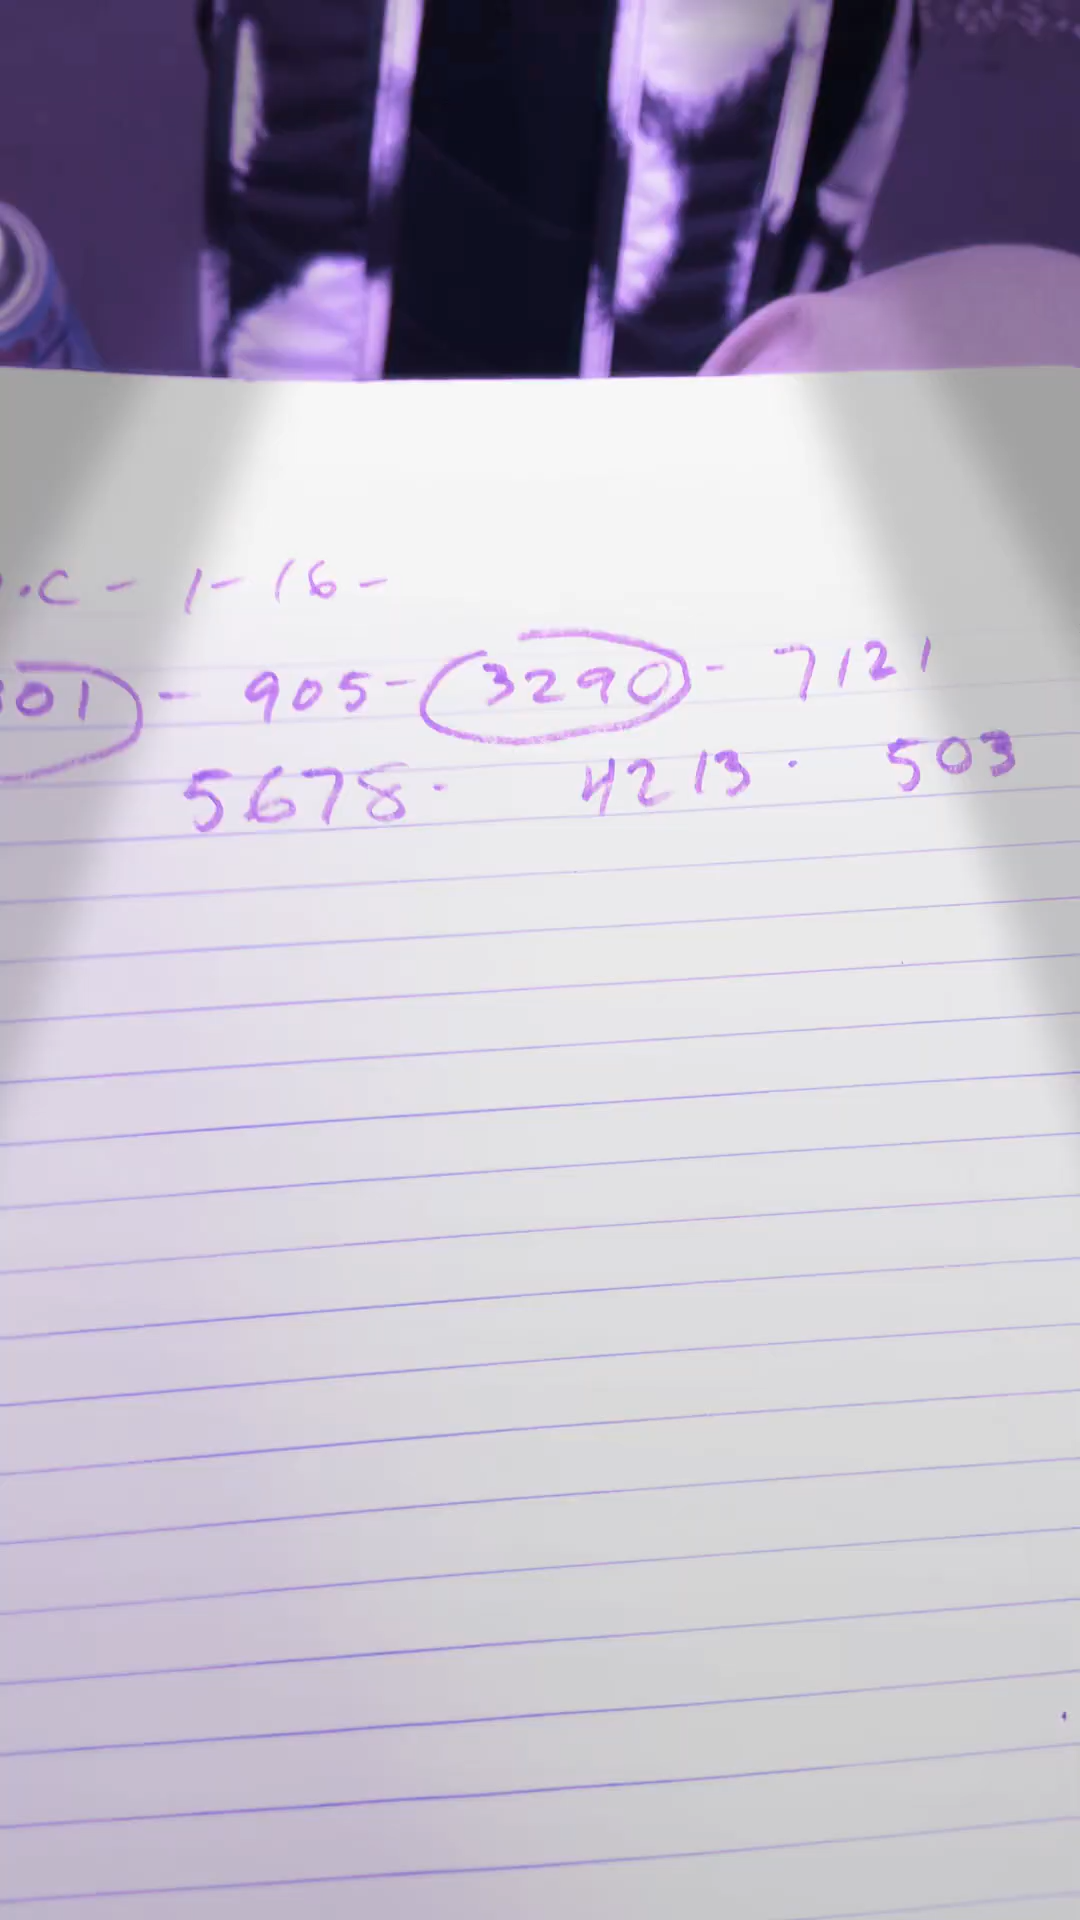 .C - 1-16-
01 - 905 - 3290 - 7121
5678. 4213. 503